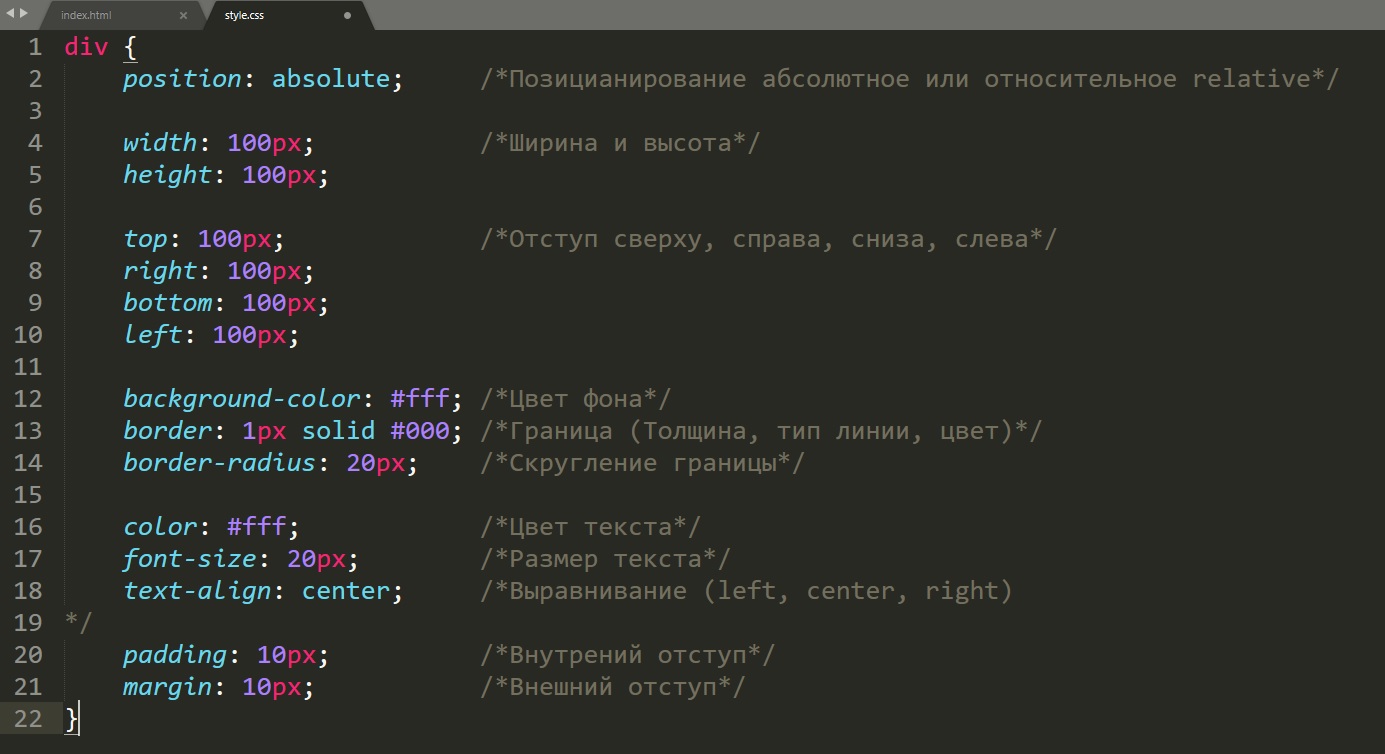 index.html × style.css
1 div {
2 position: absolute; /*Позицианирование абсолютное или относительное relative*/
3
4 width: 100px; /*Ширина и высота*/
5 height: 100px;
6
7 top: 100px; /*Отступ сверху, справа, сниза, слева*/
8 right: 100px;
9 bottom: 100px;
10 left: 100px;
11
12 background-color: #fff; /*Цвет фона*/
13 border: 1px solid #000; /*Граница (Толщина, тип линии, цвет)*/
14 border-radius: 20px; /*Скругление границы*/
15
16 color: #fff; /*Цвет текста*/
17 font-size: 20px; /*Размер текста*/
18 text-align: center; /*Выравнивание (left, center, right)
19 */
20 padding: 10px; /*Внутрений отступ*/
21 margin: 10px; /*Внешний отступ*/
22 }